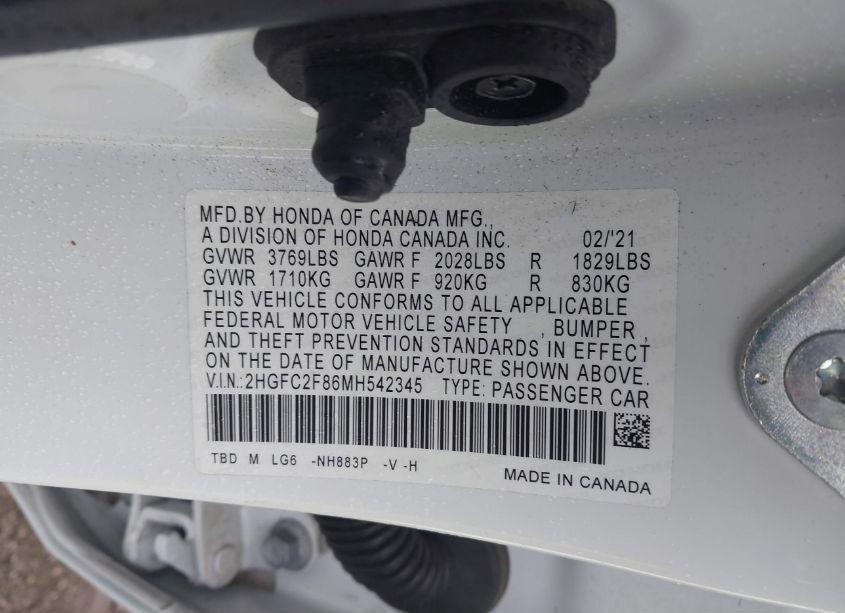 MFD.BY HONDA OF CANADA MFG.,
A DIVISION OF HONDA CANADA INC. 02/'21
GVWR 3769LBS GAWR F 2028LBS R 1829LBS
GVWR 1710KG GAWR F 920KG R 830KG
THIS VEHICLE CONFORMS TO ALL APPLICABLE
FEDERAL MOTOR VEHICLE SAFETY , BUMPER ,
AND THEFT PREVENTION STANDARDS IN EFFECT
ON THE DATE OF MANUFACTURE SHOWN ABOVE.
V.I.N.:2HGFC2F86MH542345 TYPE: PASSENGER CAR
TBD M LG6 -NH883P -V -H
MADE IN CANADA